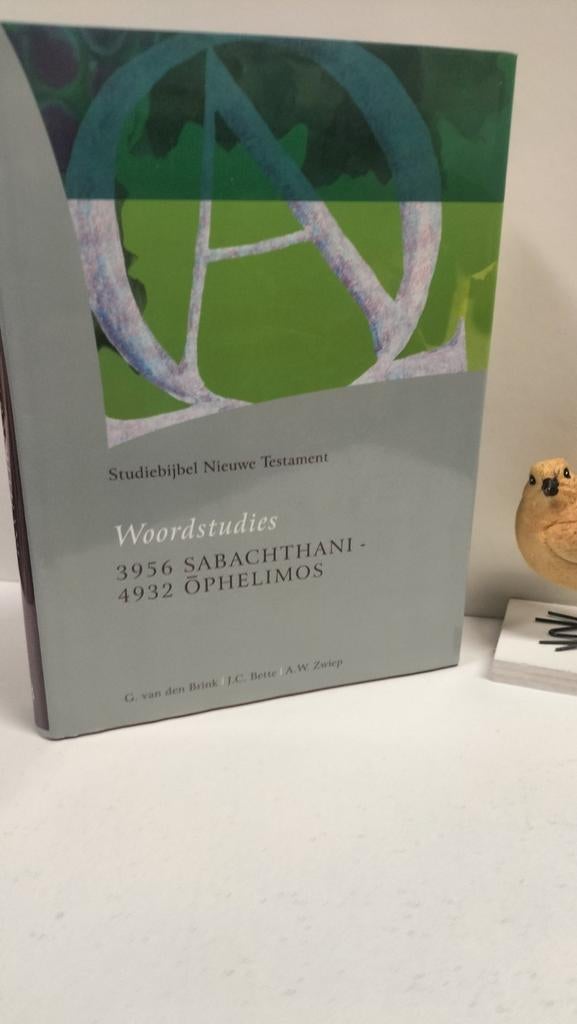 Studiebijbel Nieuwe Testament
Woordstudies
3956 SABACHTHANI -
4932 ŌPHELIMOS
G. van den Brink | J.C. Bette | A.W. Zwiep